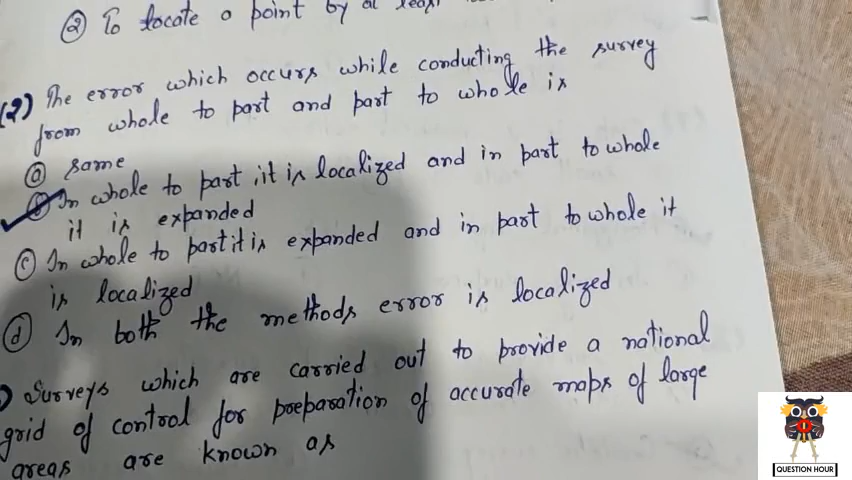 ② To locate a point by at least
(2) The error which occurs while conducting the survey
from whole to part and part to whole is
ⓐ same
ⓑ In whole to part, it is localized and in part to whole
it is expanded
ⓒ In whole to part it is expanded and in part to whole it
is localized
ⓓ In both the methods error is localized
Surveys which are carried out to provide a national
grid of control for preparation of accurate maps of large
areas are known as
QUESTION HOUR